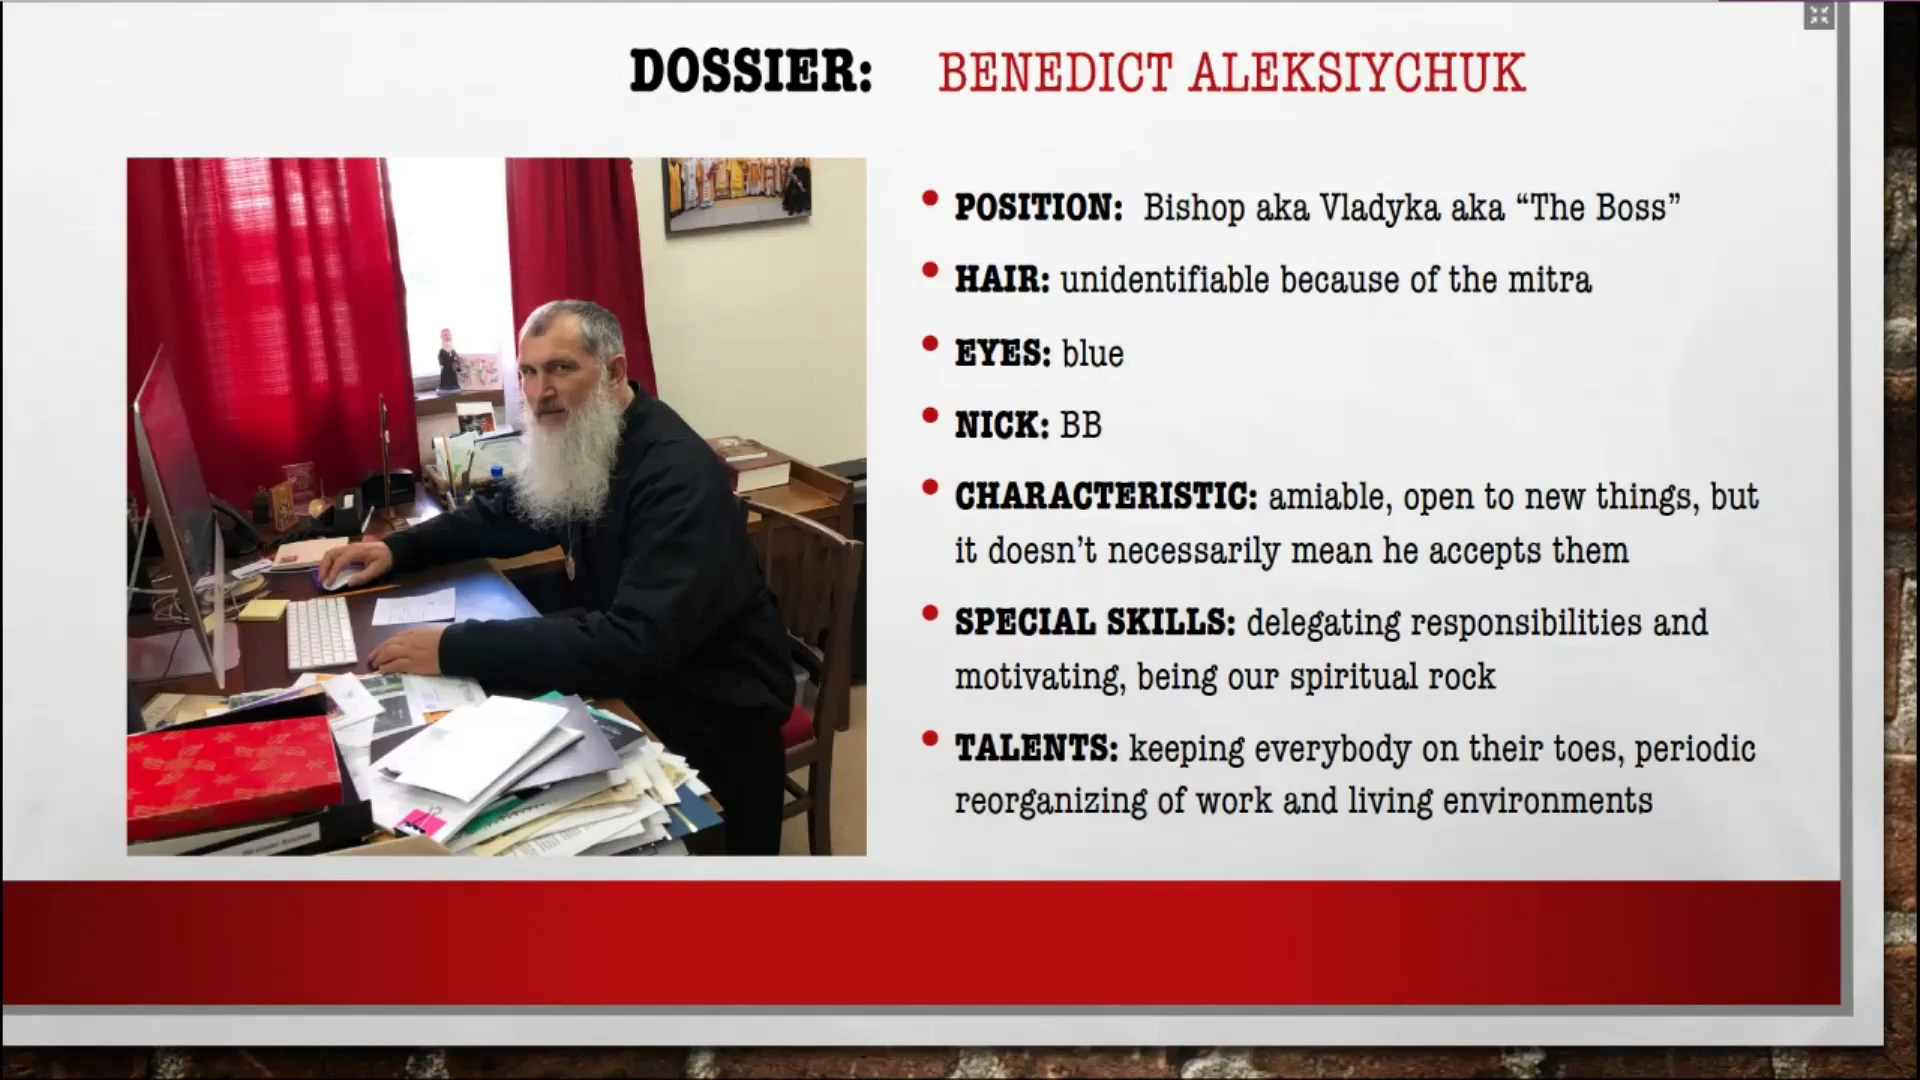 DOSSIER: BENEDICT ALEKSIYCHUK
POSITION: Bishop aka Vladyka aka “The Boss”
HAIR: unidentifiable because of the mitra
EYES: blue
NICK: BB
CHARACTERISTIC: amiable, open to new things, but
it doesn’t necessarily mean he accepts them
SPECIAL SKILLS: delegating responsibilities and
motivating, being our spiritual rock
TALENTS: keeping everybody on their toes, periodic
reorganizing of work and living environments